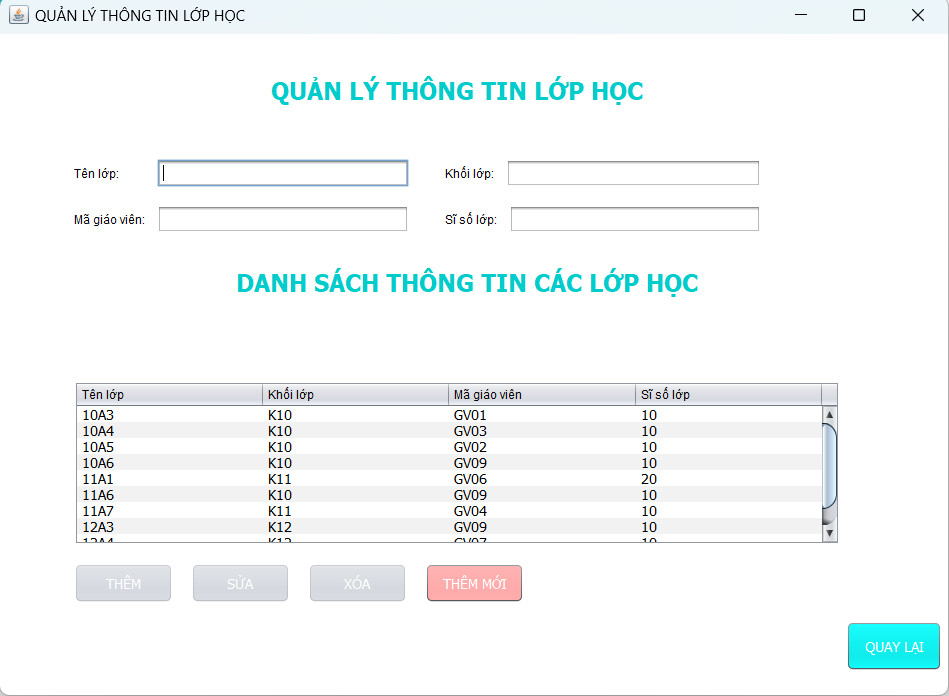 QUẢN LÝ THÔNG TIN LỚP HỌC
QUẢN LÝ THÔNG TIN LỚP HỌC
Tên lớp: Khối lớp:
Mã giáo viên: Sĩ số lớp:
DANH SÁCH THÔNG TIN CÁC LỚP HỌC
Tên lớp Khối lớp Mã giáo viên Sĩ số lớp
10A3 K10 GV01 10
10A4 K10 GV03 10
10A5 K10 GV02 10
10A6 K10 GV09 10
11A1 K11 GV06 20
11A6 K10 GV09 10
11A7 K11 GV04 10
12A3 K12 GV09 10
12A4 K12 GV07 10
THÊM SỬA XÓA THÊM MỚI
QUAY LẠI